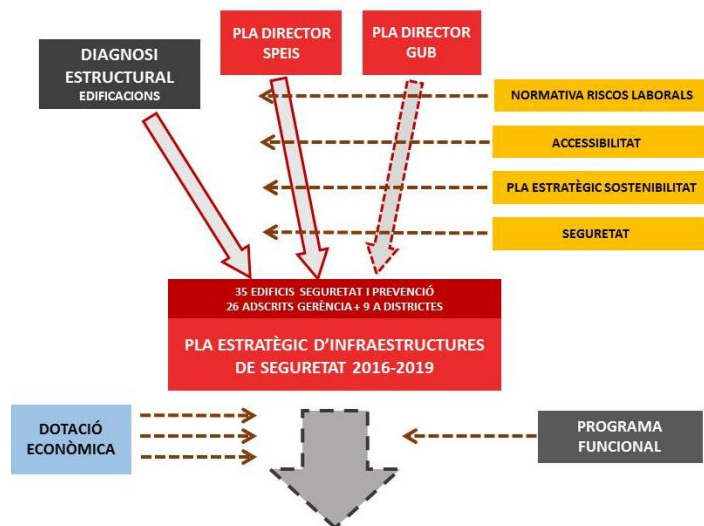 DIAGNOSI
ESTRUCTURAL
EDIFICACIONS
PLA DIRECTOR
SPEIS
PLA DIRECTOR
GUB
NORMATIVA RISCOS LABORALS
ACCESSIBILITAT
PLA ESTRATÈGIC SOSTENIBILITAT
SEGURETAT
35 EDIFICIS SEGURETAT I PREVENCIÓ
26 ADSCRITS GERÈNCIA + 9 A DISTRICTES
PLA ESTRATÈGIC D'INFRAESTRUCTURES
DE SEGURETAT 2016-2019
DOTACIÓ
ECONÒMICA
PROGRAMA
FUNCIONAL